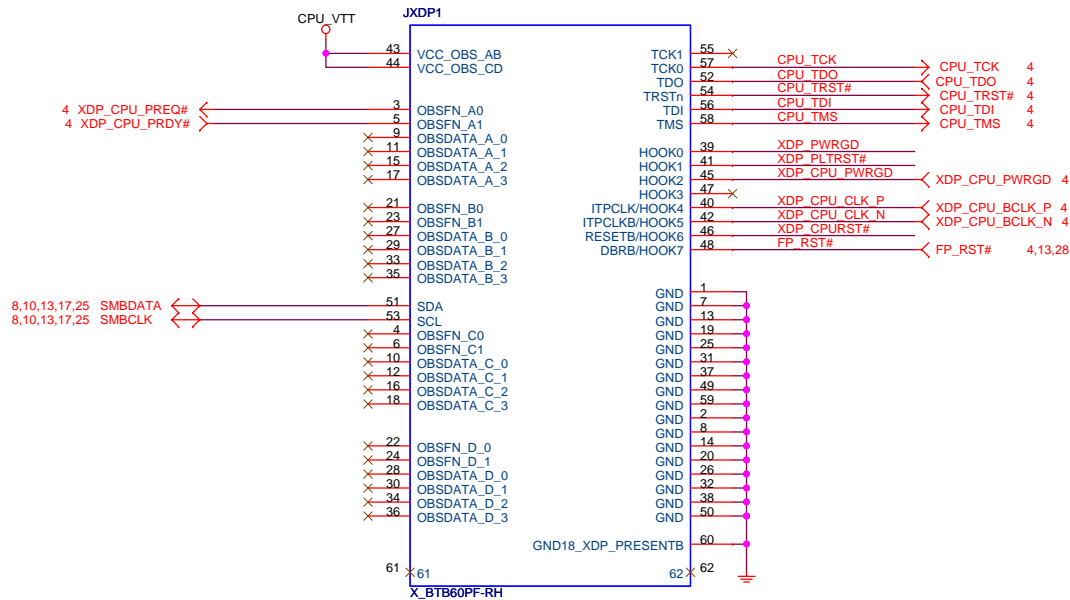 JXDP1
CPU_VTT
43 VCC_OBS_AB
44 VCC_OBS_CD
4 XDP_CPU_PREQ# 3 OBSFN_A0
4 XDP_CPU_PRDY# 5 OBSFN_A1
9 OBSDATA_A_0
11 OBSDATA_A_1
15 OBSDATA_A_2
17 OBSDATA_A_3
21 OBSFN_B0
23 OBSFN_B1
27 OBSDATA_B_0
29 OBSDATA_B_1
33 OBSDATA_B_2
35 OBSDATA_B_3
8,10,13,17,25 SMBDATA 51 SDA
8,10,13,17,25 SMBCLK 53 SCL
4 OBSFN_C0
6 OBSFN_C1
10 OBSDATA_C_0
12 OBSDATA_C_1
16 OBSDATA_C_2
18 OBSDATA_C_3
22 OBSFN_D_0
24 OBSFN_D_1
28 OBSDATA_D_0
30 OBSDATA_D_1
34 OBSDATA_D_2
36 OBSDATA_D_3
61 61
TCK1 55
TCK0 57 CPU_TCK CPU_TCK 4
TDO 52 CPU_TDO CPU_TDO 4
TRSTn 54 CPU_TRST# CPU_TRST# 4
TDI 56 CPU_TDI CPU_TDI 4
TMS 58 CPU_TMS CPU_TMS 4
HOOK0 39 XDP_PWRGD
HOOK1 41 XDP_PLTRST#
HOOK2 45 XDP_CPU_PWRGD XDP_CPU_PWRGD 4
HOOK3 47
ITPCLK/HOOK4 40 XDP_CPU_CLK_P XDP_CPU_BCLK_P 4
ITPCLKB/HOOK5 42 XDP_CPU_CLK_N XDP_CPU_BCLK_N 4
RESETB/HOOK6 46 XDP_CPURST#
DBRB/HOOK7 48 FP_RST# FP_RST# 4,13,28
GND 1
GND 7
GND 13
GND 19
GND 25
GND 31
GND 37
GND 49
GND 59
GND 2
GND 8
GND 14
GND 20
GND 26
GND 32
GND 38
GND 50
GND18_XDP_PRESENTB 60
62 62
X_BTB60PF-RH